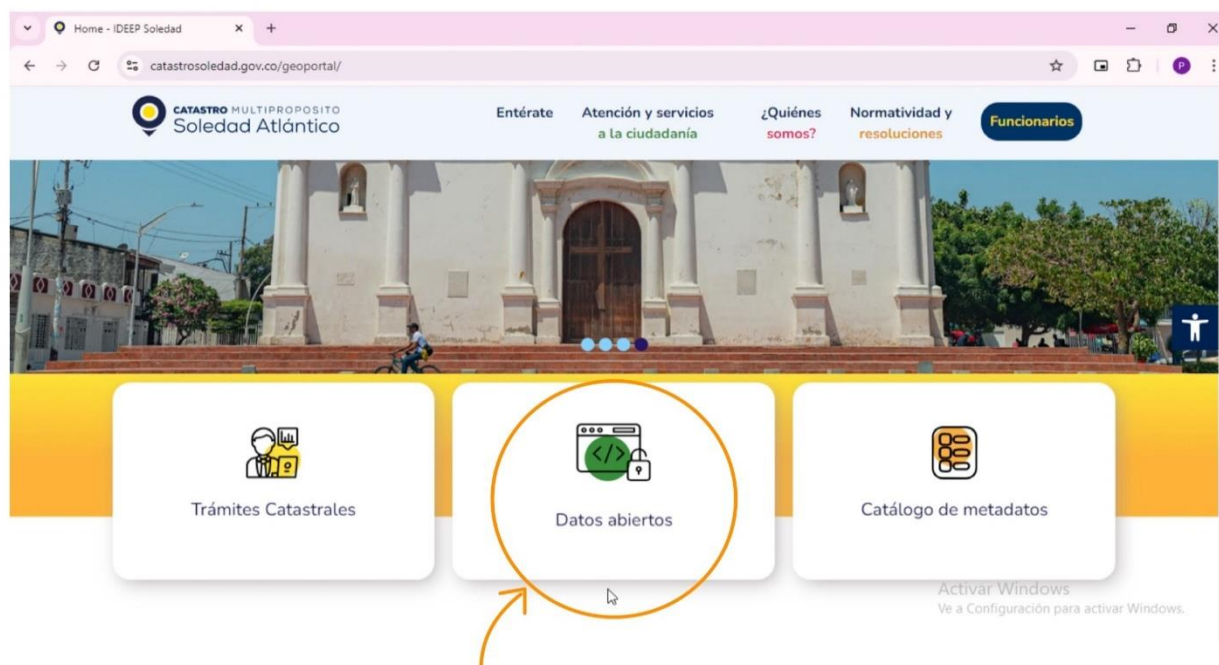 Home - IDEEP Soledad
catastrosoledad.gov.co/geoportal/
P
CATASTRO MULTIPROPOSITO
Soledad Atlántico
Entérate
Atención y servicios
a la ciudadanía
¿Quiénes
somos?
Normatividad y
resoluciones
Funcionarios
Trámites Catastrales
Datos abiertos
Catálogo de metadatos
Activar Windows
Ve a Configuración para activar Windows.